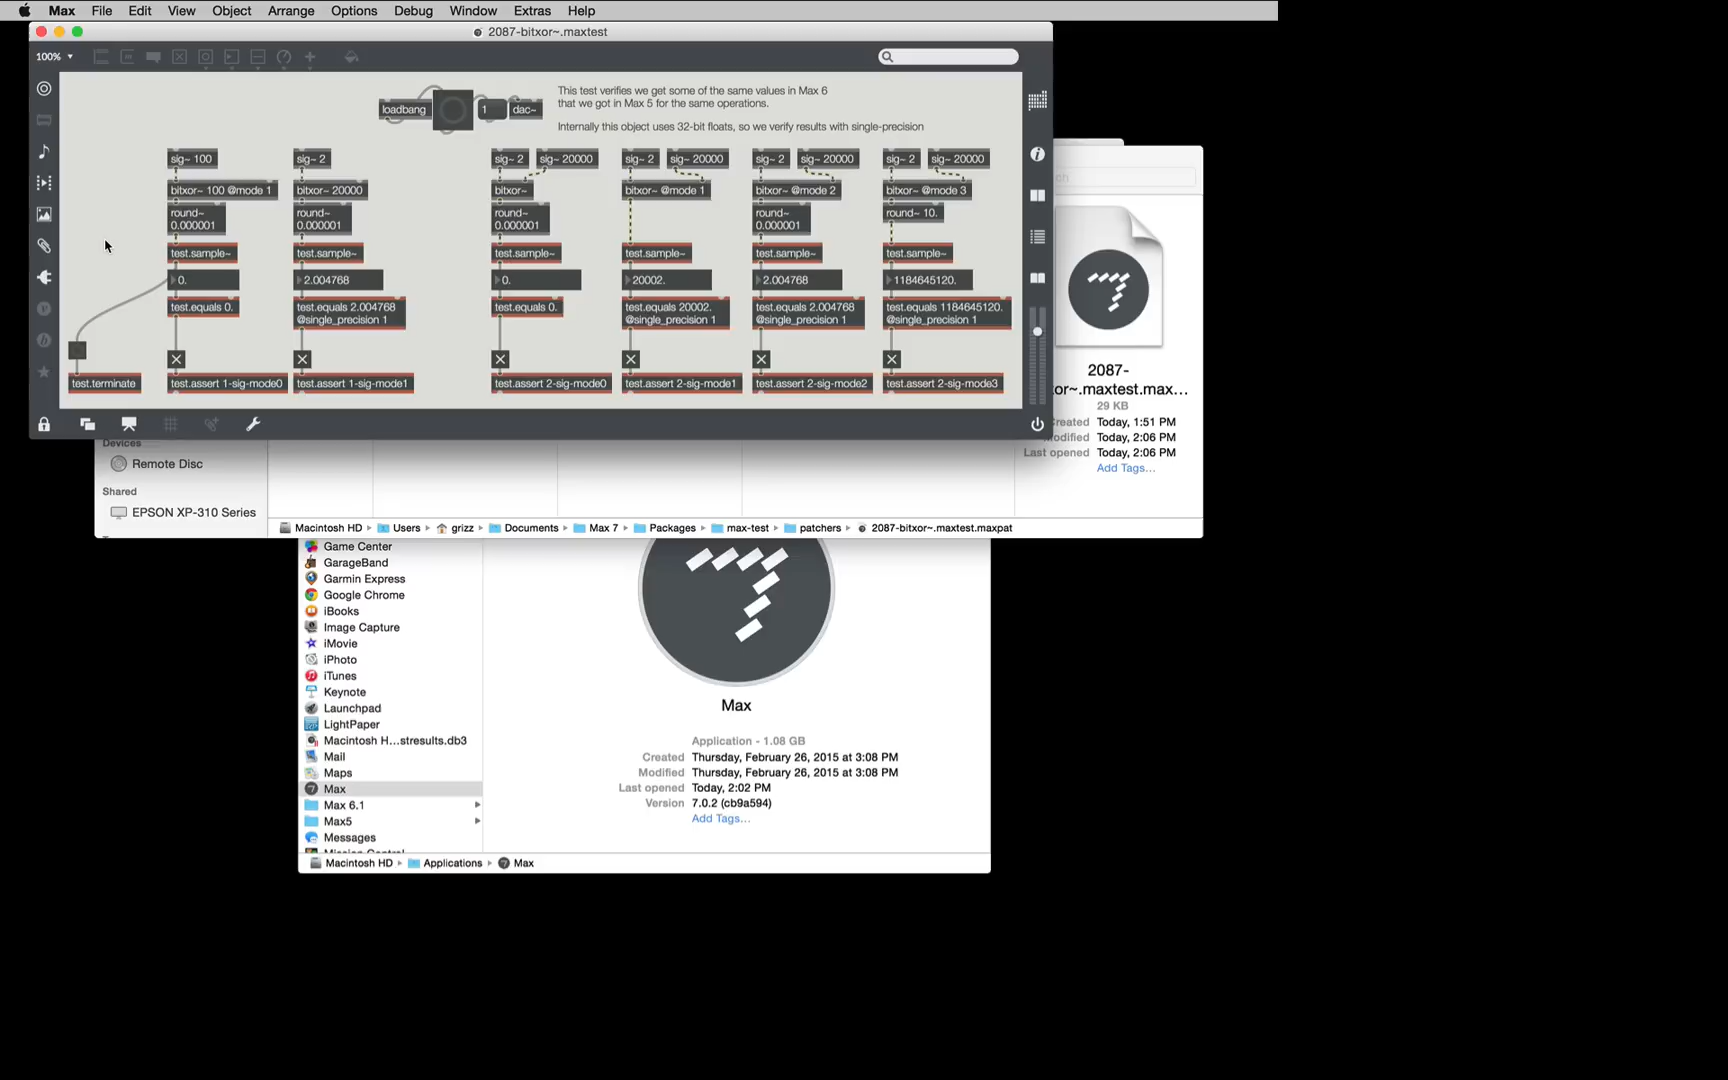 Max File Edit View Object Arrange Options Debug Window Extras Help
2087-bitxor~.maxtest
100%
loadbang 1 dac~
This test verifies we get some of the same values in Max 6
that we got in Max 5 for the same operations.
Internally this object uses 32-bit floats, so we verify results with single-precision
sig~ 100 sig~ 2 sig~ 2 sig~ 20000 sig~ 2 sig~ 20000 sig~ 2 sig~ 20000 sig~ 2 sig~ 20000
bitxor~ 100 @mode 1 bitxor~ 20000 bitxor~ bitxor~ @mode 1 bitxor~ @mode 2 bitxor~ @mode 3
round~ round~ round~ round~ round~ 10.
0.000001 0.000001 0.000001 0.000001
test.sample~ test.sample~ test.sample~ test.sample~ test.sample~ test.sample~
0. 2.004768 0. 20002. 2.004768 1184645120.
test.equals 0. test.equals 2.004768 test.equals 0. test.equals 20002. test.equals 2.004768 test.equals 1184645120.
@single_precision 1 @single_precision 1 @single_precision 1 @single_precision 1
test.terminate test.assert 1-sig-mode0 test.assert 1-sig-mode1 test.assert 2-sig-mode0 test.assert 2-sig-mode1 test.assert 2-sig-mode2 test.assert 2-sig-mode3
2087-
xor~.maxtest.max…
29 KB
Created Today, 1:51 PM
Modified Today, 2:06 PM
Last opened Today, 2:06 PM
Add Tags…
Devices
Remote Disc
Shared
EPSON XP-310 Series
Macintosh HD Users grizz Documents Max 7 Packages max-test patchers 2087-bitxor~.maxtest.maxpat
Game Center
GarageBand
Garmin Express
Google Chrome
iBooks
Image Capture
iMovie
iPhoto
iTunes
Keynote
Launchpad
LightPaper
Macintosh H...stresults.db3
Mail
Maps
Max
Max 6.1
Max5
Messages
Max
Application - 1.08 GB
Created Thursday, February 26, 2015 at 3:08 PM
Modified Thursday, February 26, 2015 at 3:08 PM
Last opened Today, 2:02 PM
Version 7.0.2 (cb9a594)
Add Tags…
Macintosh HD Applications Max